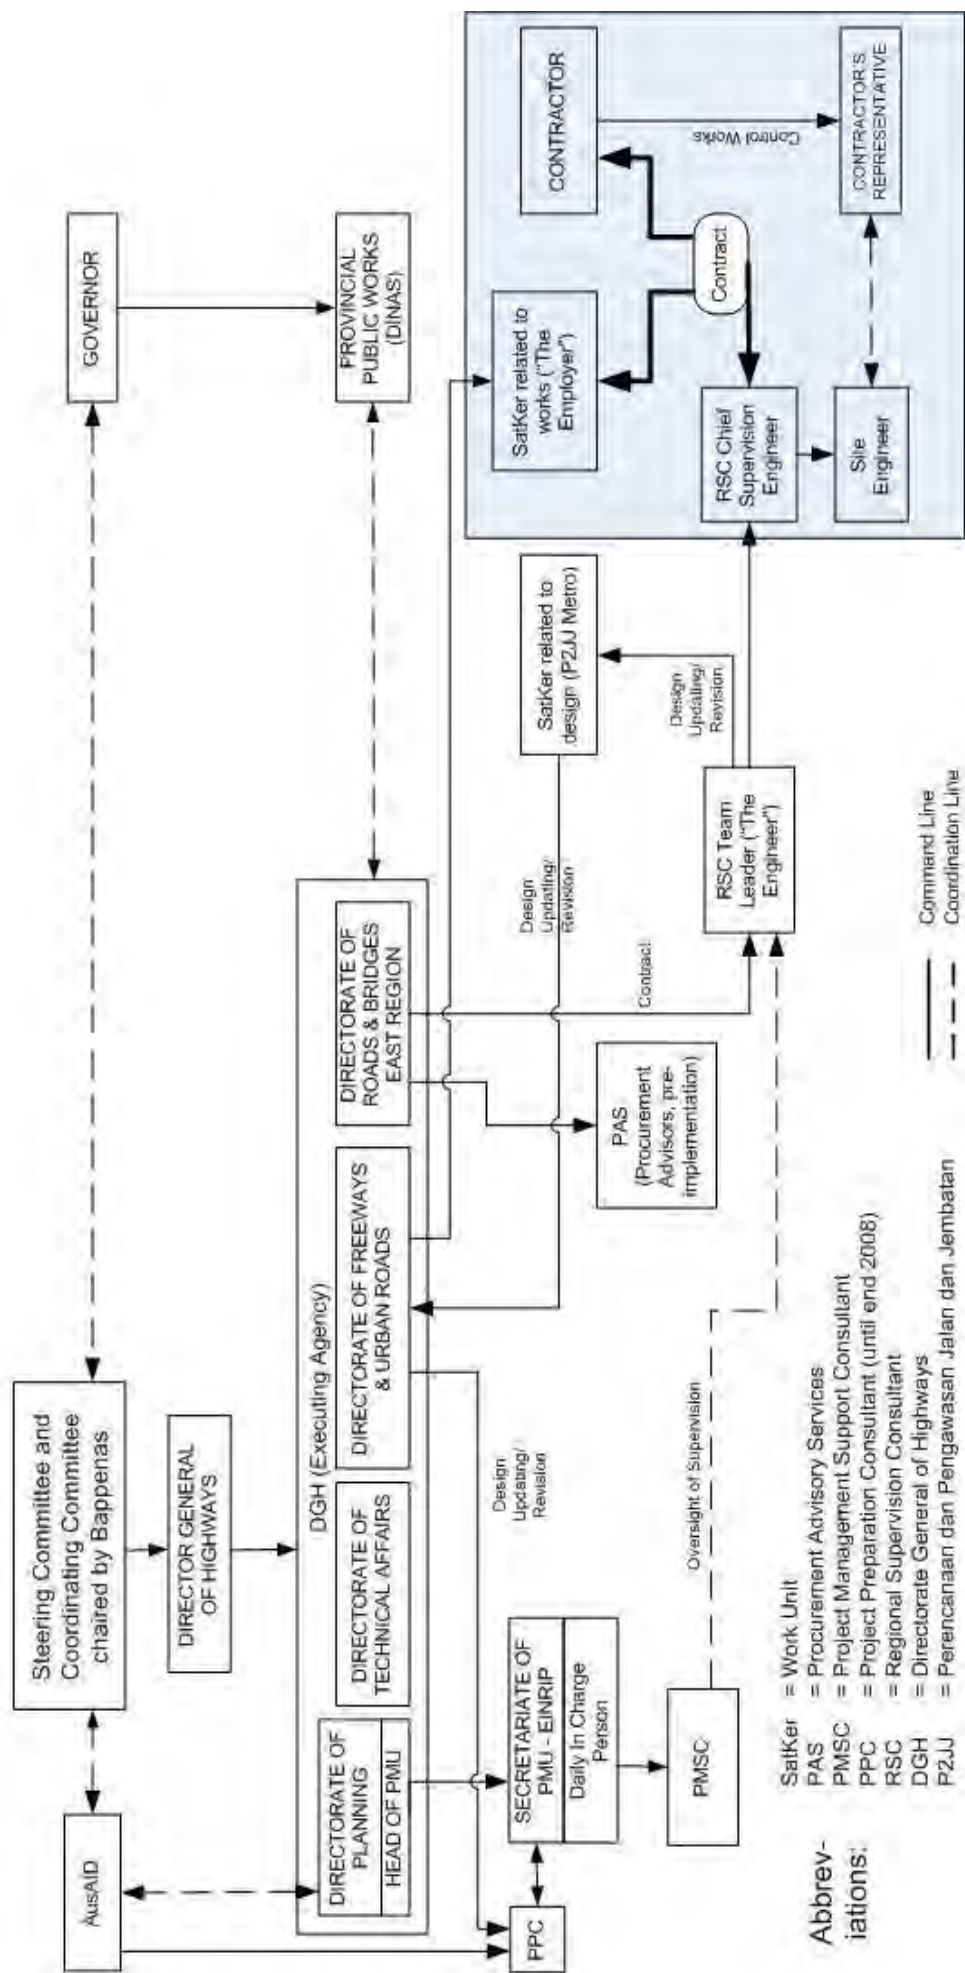 AusAID
Steering Committee and
Coordinating Committee
chaired by Bappenas
GOVERNOR
DIRECTOR GENERAL
OF HIGHWAYS
DGH (Executing Agency)
DIRECTORATE OF
PLANNING
HEAD OF PMU
DIRECTORATE OF
TECHNICAL AFFAIRS
DIRECTORATE OF FREEWAYS
& URBAN ROADS
DIRECTORATE OF
ROADS & BRIDGES
EAST REGION
PROVINCIAL
PUBLIC WORKS
(DINAS)
PPC
SECRETARIATE OF
PMU - EINRIP
Daily In Charge
Person
Design
Updating/
Revision
PAS
(Procurement
Advisors, pre-
implementation)
Contract
Design
Updating/
Revision
SatKer related to
design (P2JJ Metro)
Design
Updating/
Revision
SatKer related to
works ("The
Employer")
CONTRACTOR
Contract
Control Works
PMSC
Oversight of Supervision
RSC Team
Leader ("The
Engineer")
RSC Chief
Supervision
Engineer
Site
Engineer
CONTRACTOR'S
REPRESENTATIVE
Abbrev-
iations:
SatKer = Work Unit
PAS = Procurement Advisory Services
PMSC = Project Management Support Consultant
PPC = Project Preparation Consultant (until end 2008)
RSC = Regional Supervision Consultant
DGH = Directorate General of Highways
P2JJ = Perencanaan dan Pengawasan Jalan dan Jembatan
Command Line
Coordination Line